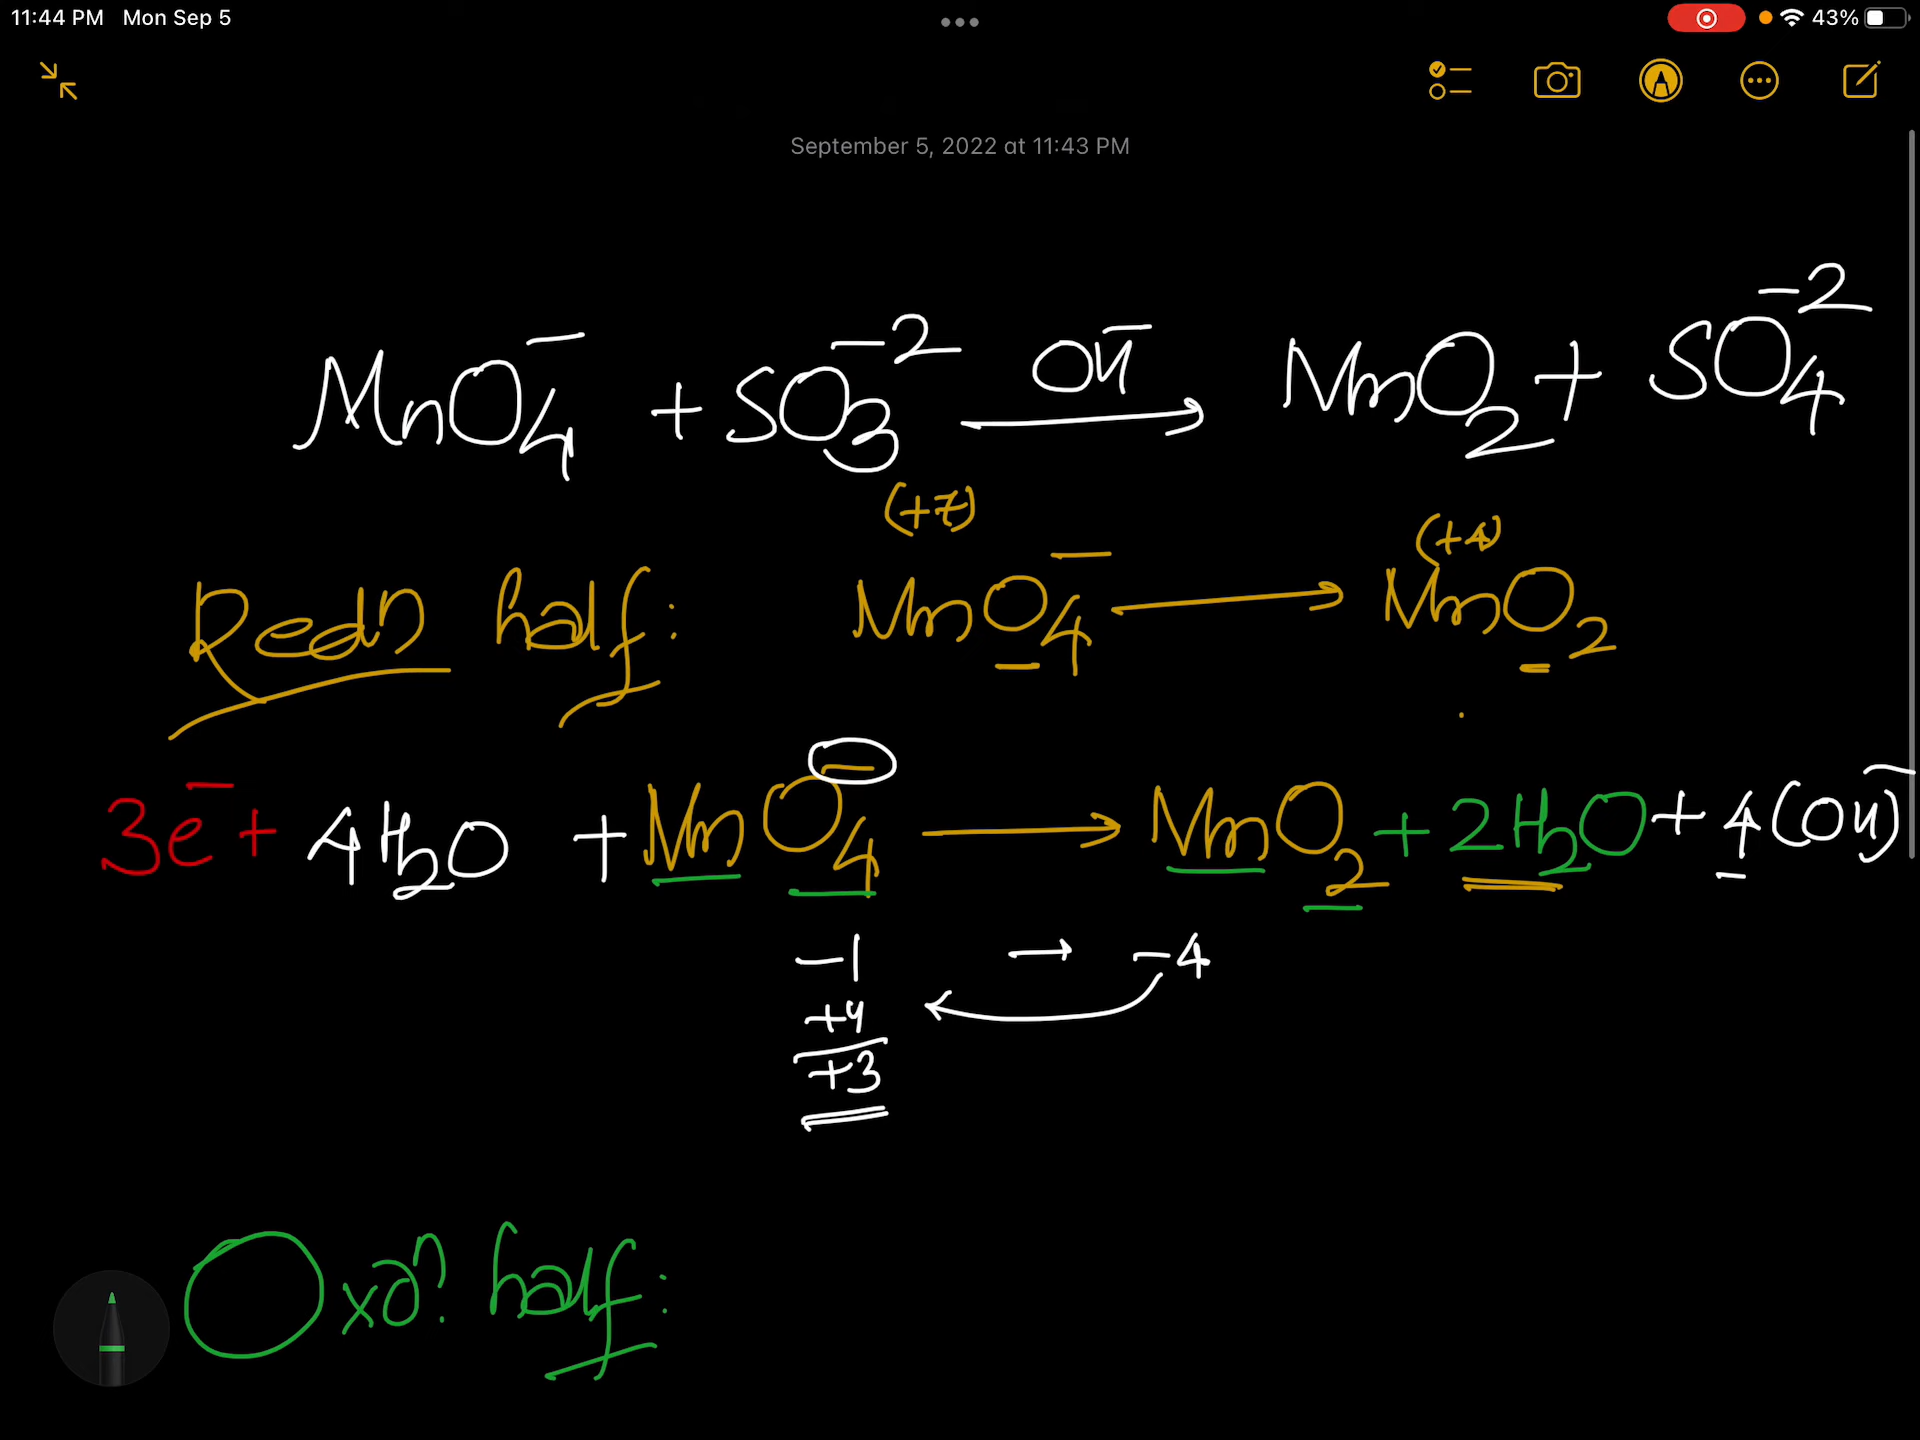 11:44 PM Mon Sep 5 43%
September 5, 2022 at 11:43 PM
MnO₄⁻ + SO₃⁻² OH⁻ → MnO₂ + SO₄⁻²
(+7) (+4)
Redn half: MnO₄⁻ → MnO₂
3e⁻ + 4H₂O + MnO₄⁻ → MnO₂ + 2H₂O + 4(OH⁻)
-1 → -4
+4
+3
Oxdn half: